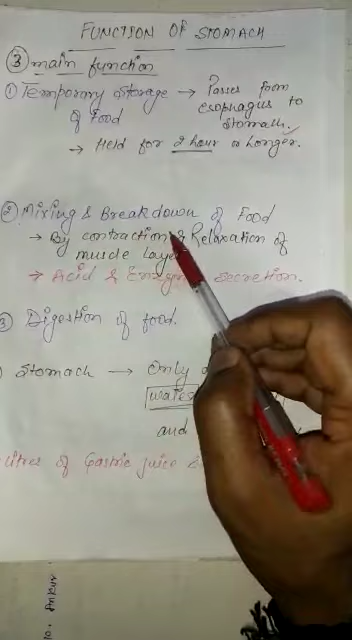 FUNCTION OF STOMACH
③ main function
① Temporary Storage → Passes from
of Food esophagus to
stomach.
→ Held for 2 hour or longer.
② Mixing & Breakdown of Food
→ By contraction & Relaxation of
muscle layer
→ Acid & Enzyme Secretion.
③ Digestion of food.
Stomach → Only
water
and
Litres of Gastric juice